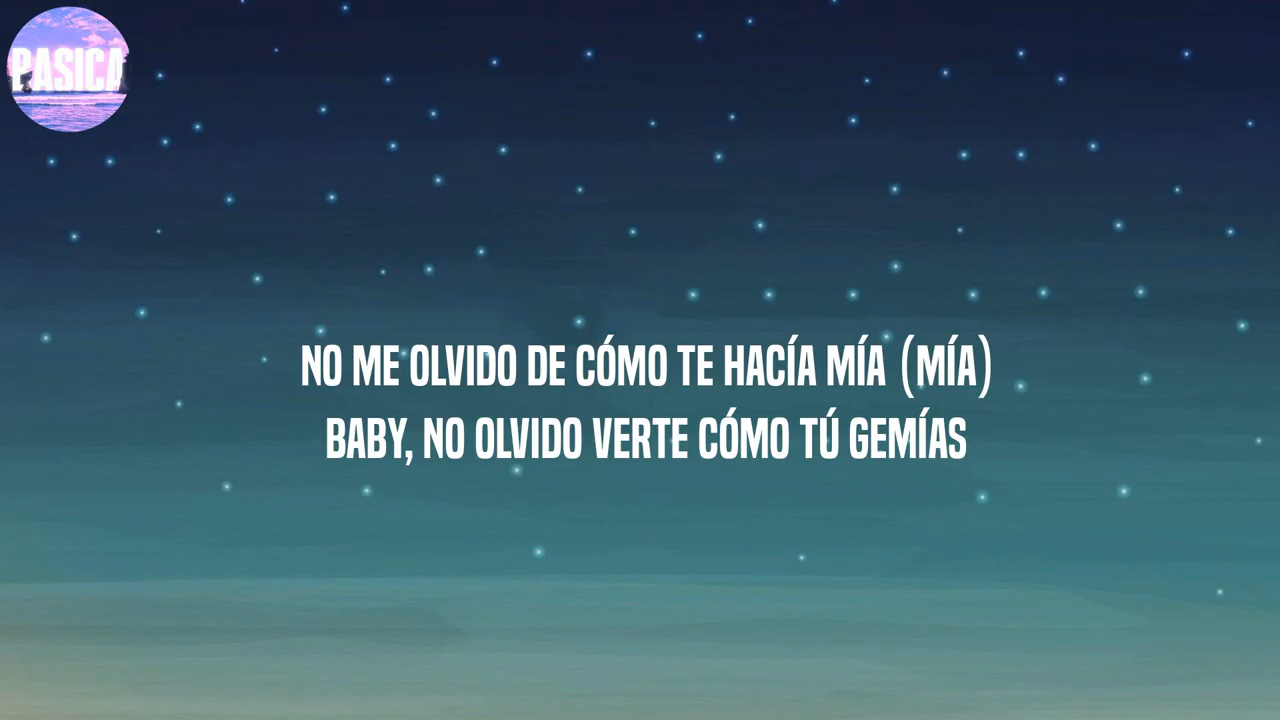 PASICA
NO ME OLVIDO DE CÓMO TE HACÍA MÍA (MÍA)
BABY, NO OLVIDO VERTE CÓMO TÚ GEMÍAS